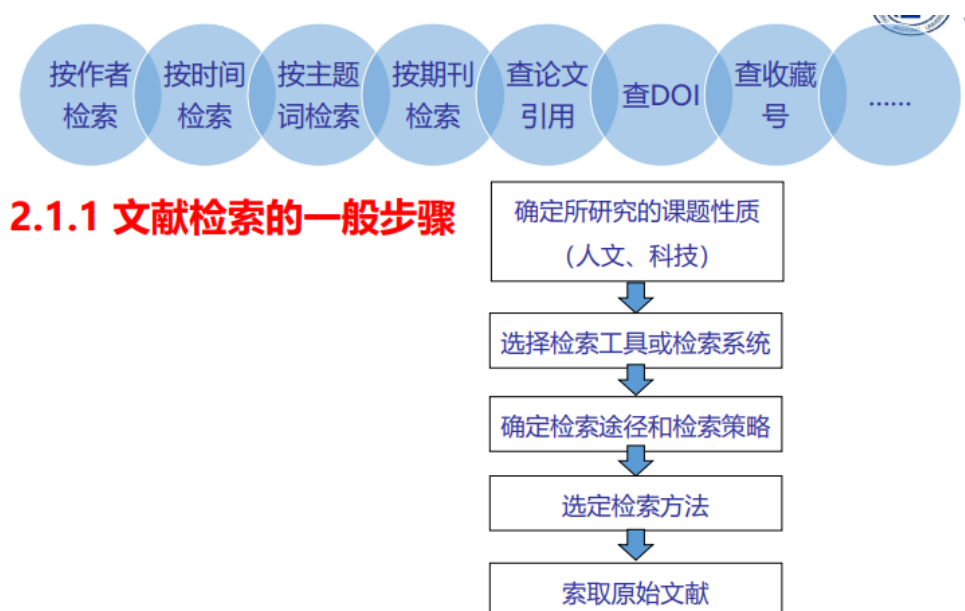 按作者
检索
按时间
检索
按主题
词检索
按期刊
检索
查论文
引用
查DOI
查收藏
号
……
2.1.1 文献检索的一般步骤
确定所研究的课题性质
（人文、科技）
选择检索工具或检索系统
确定检索途径和检索策略
选定检索方法
索取原始文献